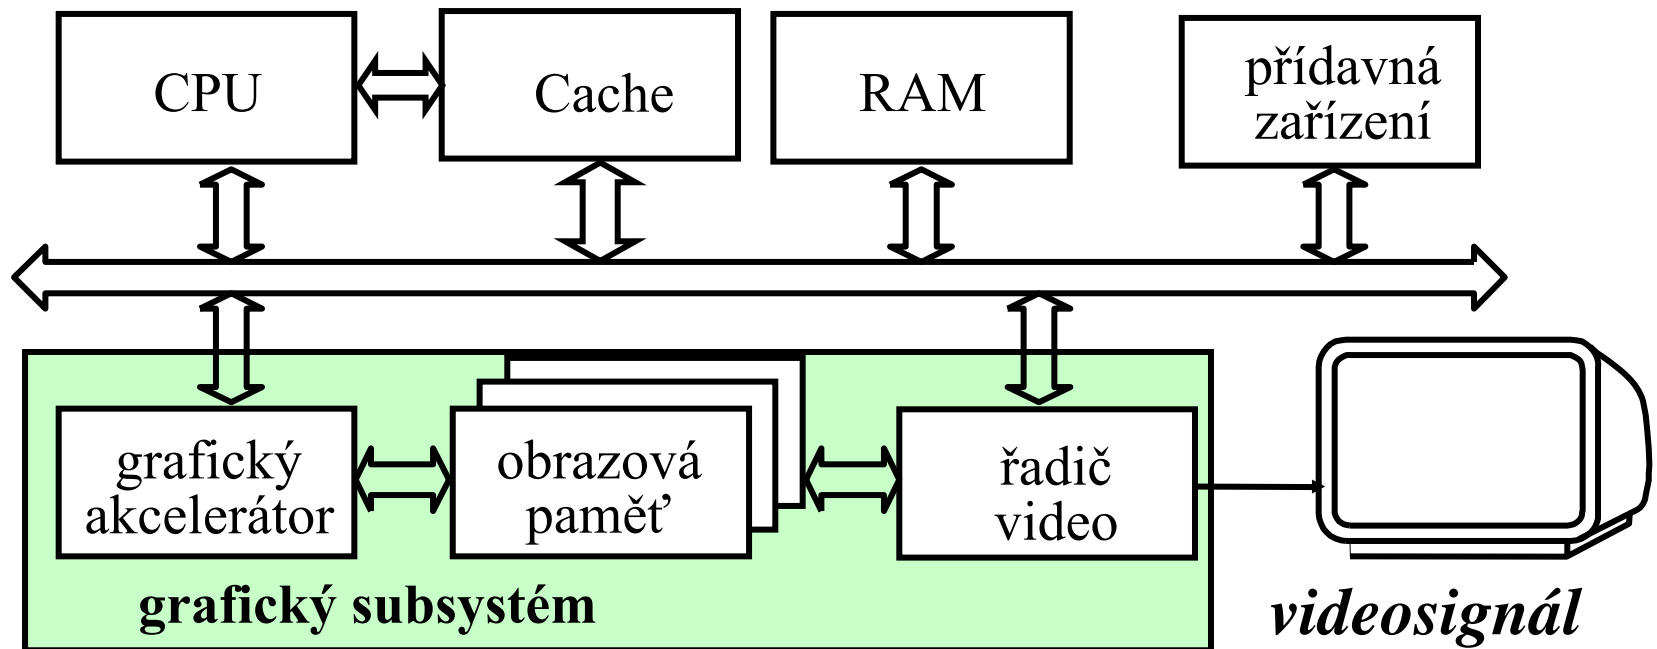 CPU
Cache
RAM
přídavná
zařízení
grafický
akcelerátor
obrazová
paměť
řadič
video
grafický subsystém
videosignál